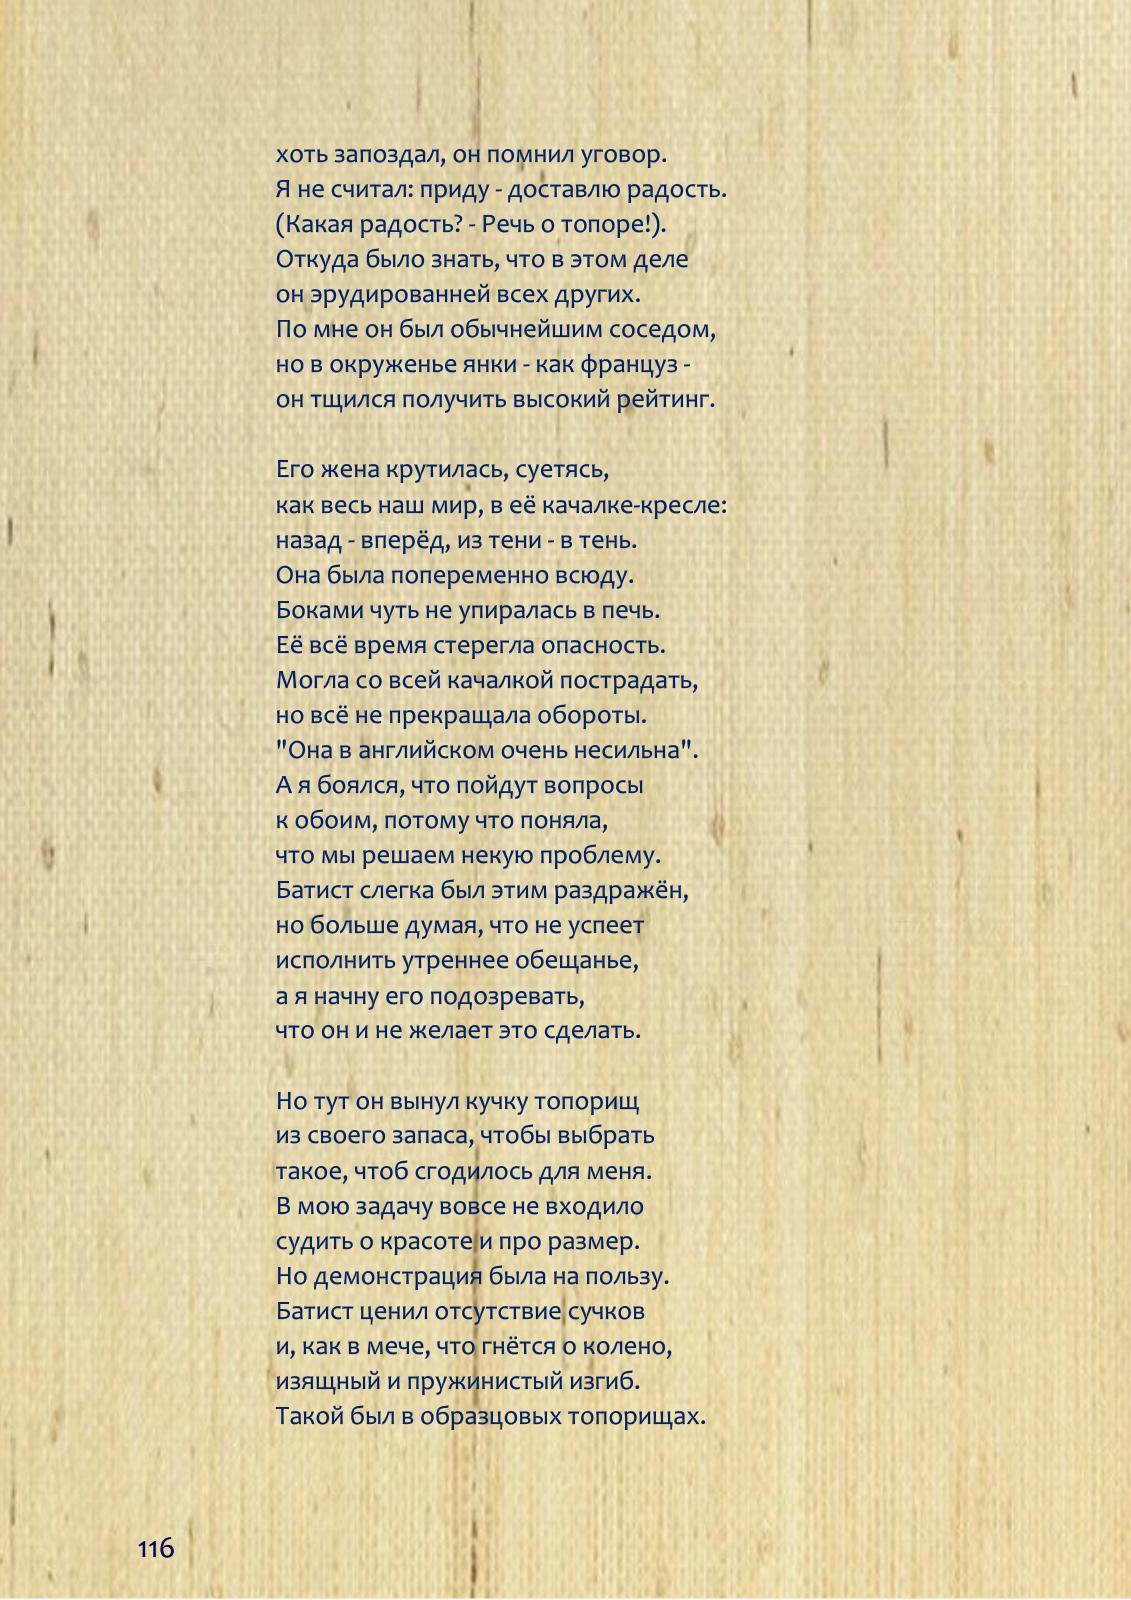 хоть запоздал, он помнил уговор.
Я не считал: приду - доставлю радость.
(Какая радость? - Речь о топоре!).
Откуда было знать, что в этом деле
он эрудированней всех других.
По мне он был обычнейшим соседом,
но в окруженье янки - как француз -
он тщился получить высокий рейтинг.

Его жена крутилась, суетясь,
как весь наш мир, в её качалке-кресле:
назад - вперёд, из тени - в тень.
Она была попеременно всюду.
Боками чуть не упиралась в печь.
Её всё время стерегла опасность.
Могла со всей качалкой пострадать,
но всё не прекращала обороты.
"Она в английском очень несильна".
А я боялся, что пойдут вопросы
к обоим, потому что поняла,
что мы решаем некую проблему.
Батист слегка был этим раздражён,
но больше думая, что не успеет
исполнить утреннее обещанье,
а я начну его подозревать,
что он и не желает это сделать.

Но тут он вынул кучку топорищ
из своего запаса, чтобы выбрать
такое, чтоб сгодилось для меня.
В мою задачу вовсе не входило
судить о красоте и про размер.
Но демонстрация была на пользу.
Батист ценил отсутствие сучков
и, как в мече, что гнётся о колено,
изящный и пружинистый изгиб.
Такой был в образцовых топорищах.

116